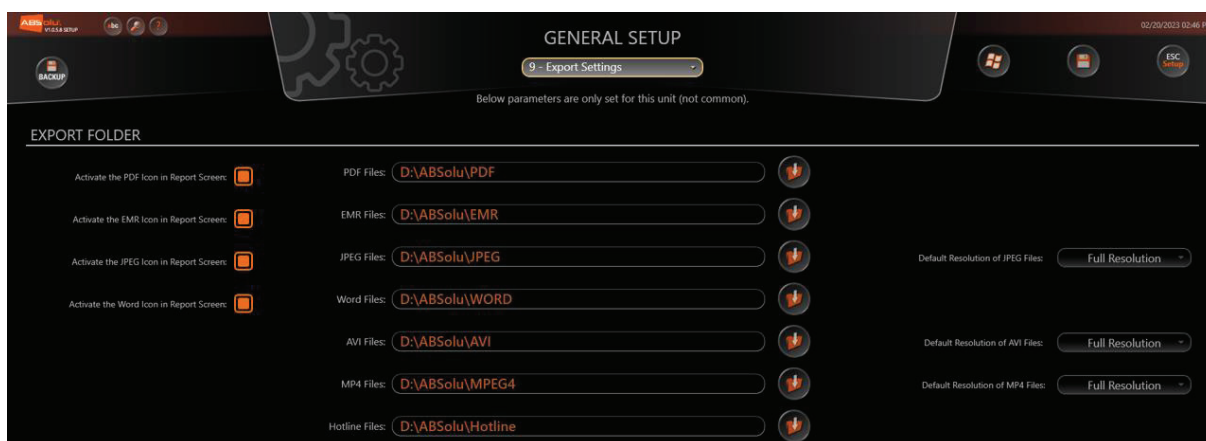 ABSolu.
V1.0.5.8 SETUP
abc
?
02/20/2023 02:46 P
GENERAL SETUP
9 - Export Settings
BACKUP
ESC
Setup
Below parameters are only set for this unit (not common).
EXPORT FOLDER
Activate the PDF Icon in Report Screen: PDF Files: D:\ABSolu\PDF
Activate the EMR Icon in Report Screen: EMR Files: D:\ABSolu\EMR
Activate the JPEG Icon in Report Screen: JPEG Files: D:\ABSolu\JPEG Default Resolution of JPEG Files: Full Resolution
Activate the Word Icon in Report Screen: Word Files: D:\ABSolu\WORD
AVI Files: D:\ABSolu\AVI Default Resolution of AVI Files: Full Resolution
MP4 Files: D:\ABSolu\MPEG4 Default Resolution of MP4 Files: Full Resolution
Hotline Files: D:\ABSolu\Hotline